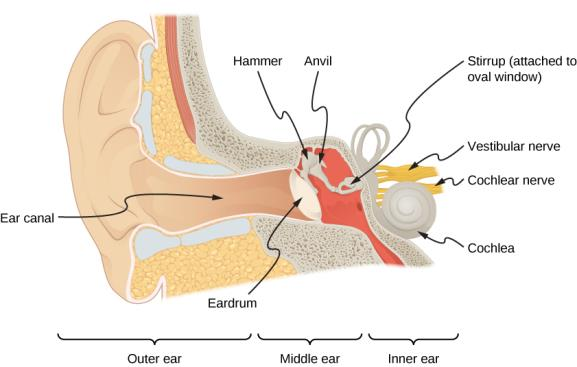 Hammer
Anvil
Stirrup (attached to
oval window)
Vestibular nerve
Cochlear nerve
Ear canal
Cochlea
Eardrum
Outer ear
Middle ear
Inner ear